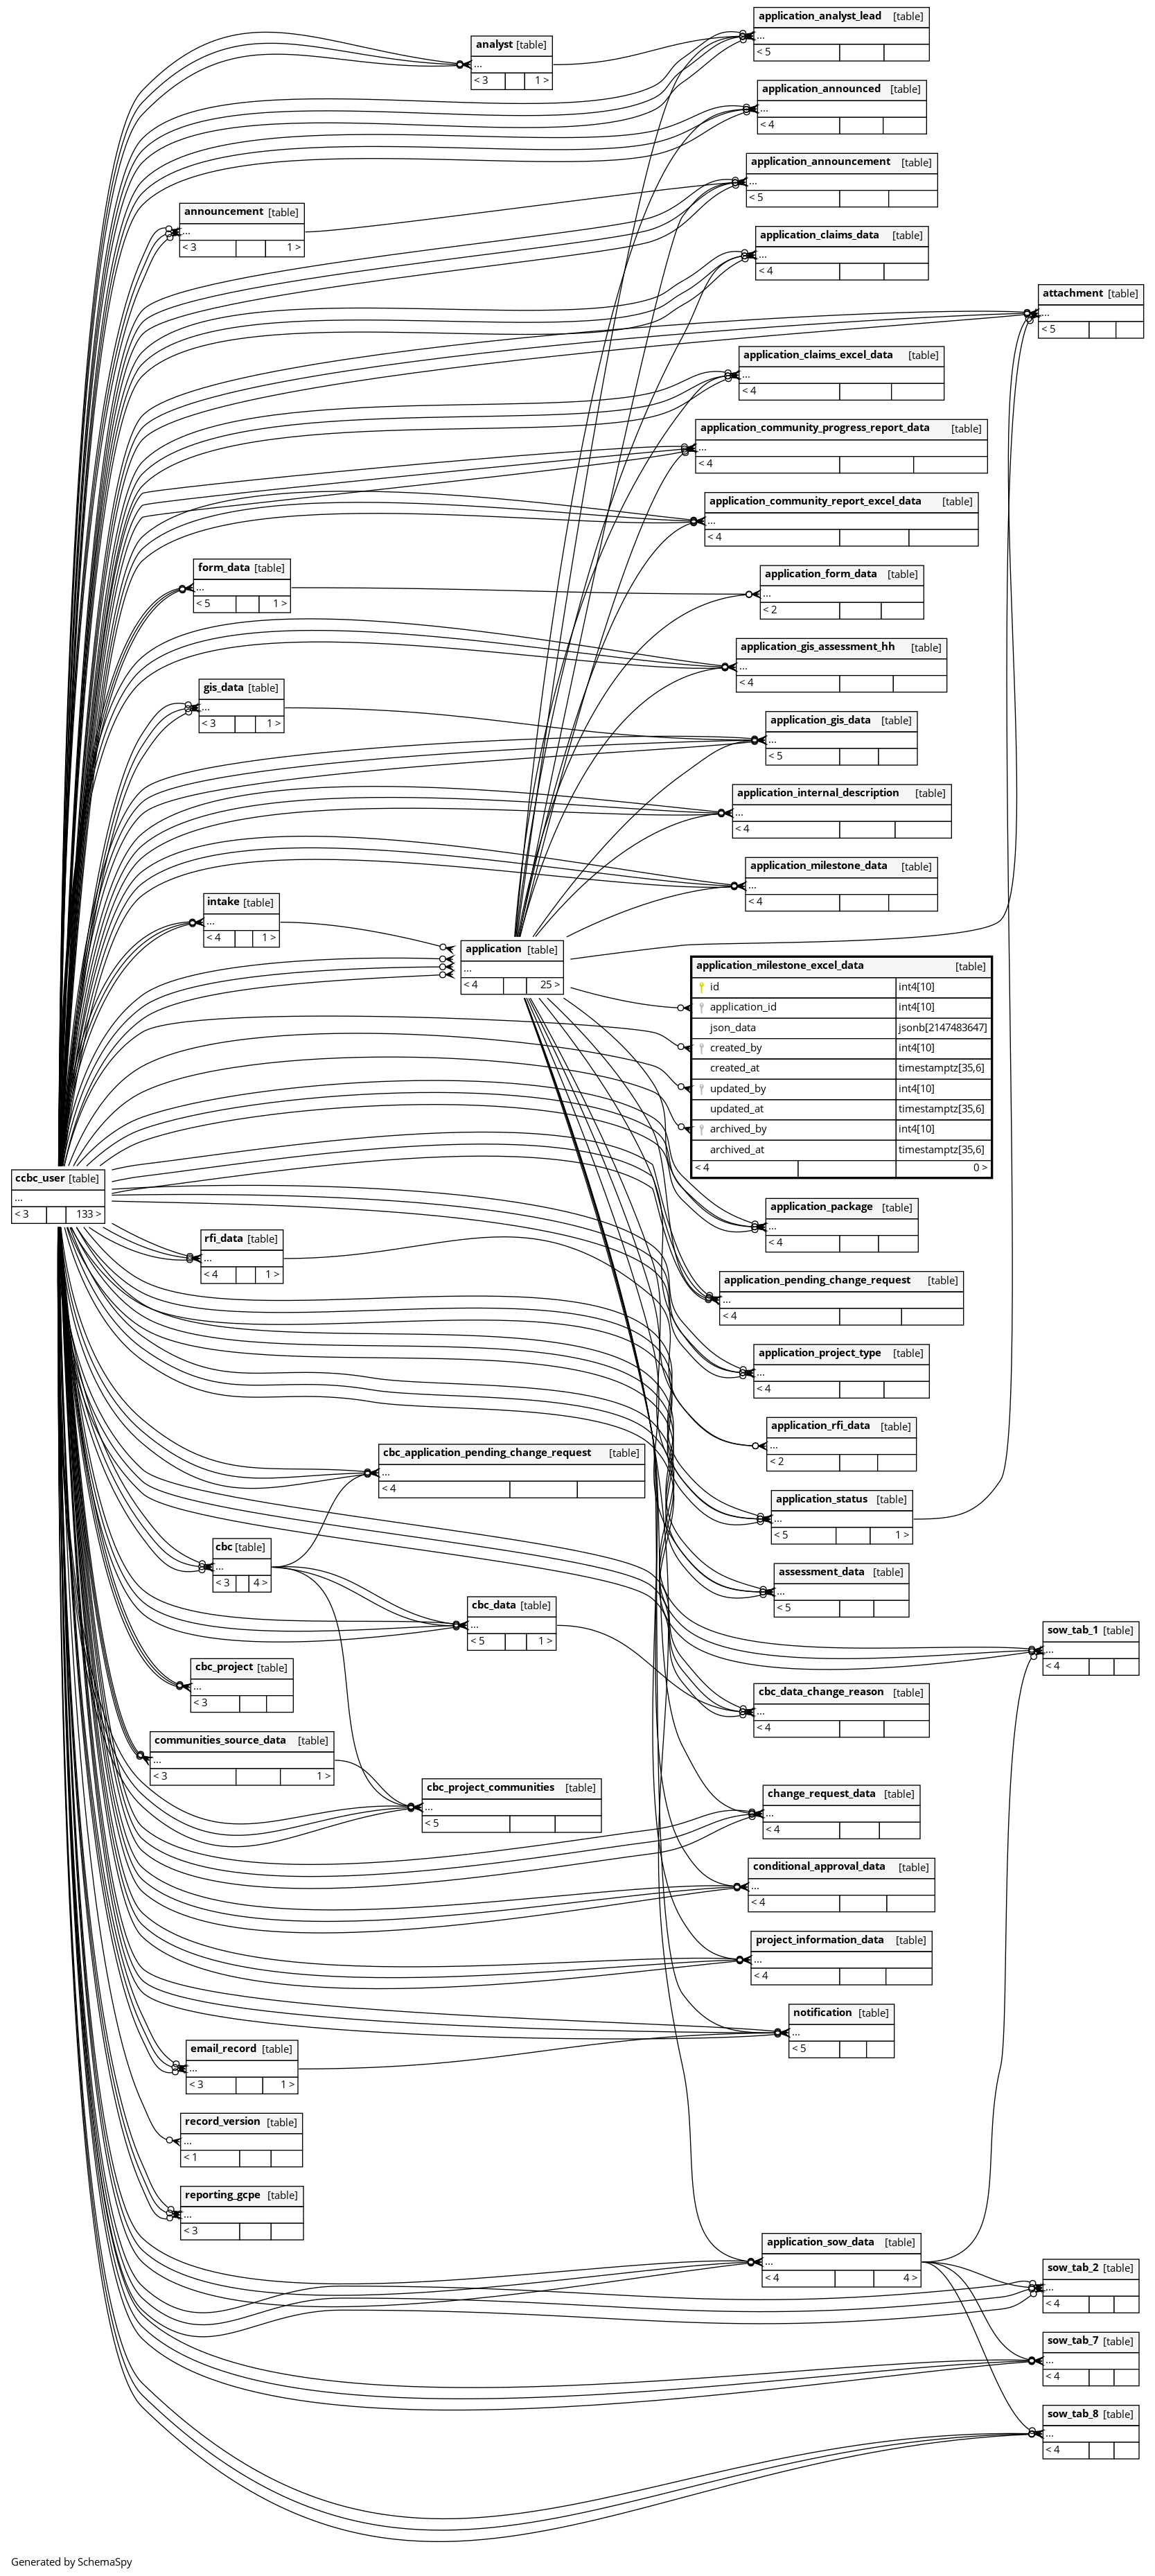 application_analyst_lead [table]
...
< 5
analyst [table]
...
< 3 1 >
application_announced [table]
...
< 4
application_announcement [table]
...
< 5
announcement [table]
...
< 3 1 >
application_claims_data [table]
...
< 4
attachment [table]
...
< 5
application_claims_excel_data [table]
...
< 4
application_community_progress_report_data [table]
...
< 4
application_community_report_excel_data [table]
...
< 4
form_data [table]
...
< 5 1 >
application_form_data [table]
...
< 2
application_gis_assessment_hh [table]
...
< 4
gis_data [table]
...
< 3 1 >
application_gis_data [table]
...
< 5
application_internal_description [table]
...
< 4
application_milestone_data [table]
...
< 4
intake [table]
...
< 4 1 >
application [table]
...
< 4 25 >
application_milestone_excel_data [table]
id int4[10]
application_id int4[10]
json_data jsonb[2147483647]
created_by int4[10]
created_at timestamptz[35,6]
updated_by int4[10]
updated_at timestamptz[35,6]
archived_by int4[10]
archived_at timestamptz[35,6]
< 4 0 >
ccbc_user [table]
...
< 3 133 >
application_package [table]
...
< 4
rfi_data [table]
...
< 4 1 >
application_pending_change_request [table]
...
< 4
application_project_type [table]
...
< 4
application_rfi_data [table]
...
< 2
cbc_application_pending_change_request [table]
...
< 4
application_status [table]
...
< 5 1 >
cbc [table]
...
< 3 4 >
assessment_data [table]
...
< 5
cbc_data [table]
...
< 5 1 >
sow_tab_1 [table]
...
< 4
cbc_project [table]
...
< 3
cbc_data_change_reason [table]
...
< 4
communities_source_data [table]
...
< 3 1 >
cbc_project_communities [table]
...
< 5
change_request_data [table]
...
< 4
conditional_approval_data [table]
...
< 4
project_information_data [table]
...
< 4
notification [table]
...
< 5
email_record [table]
...
< 3 1 >
record_version [table]
...
< 1
reporting_gcpe [table]
...
< 3
application_sow_data [table]
...
< 4 4 >
sow_tab_2 [table]
...
< 4
sow_tab_7 [table]
...
< 4
sow_tab_8 [table]
...
< 4
Generated by SchemaSpy